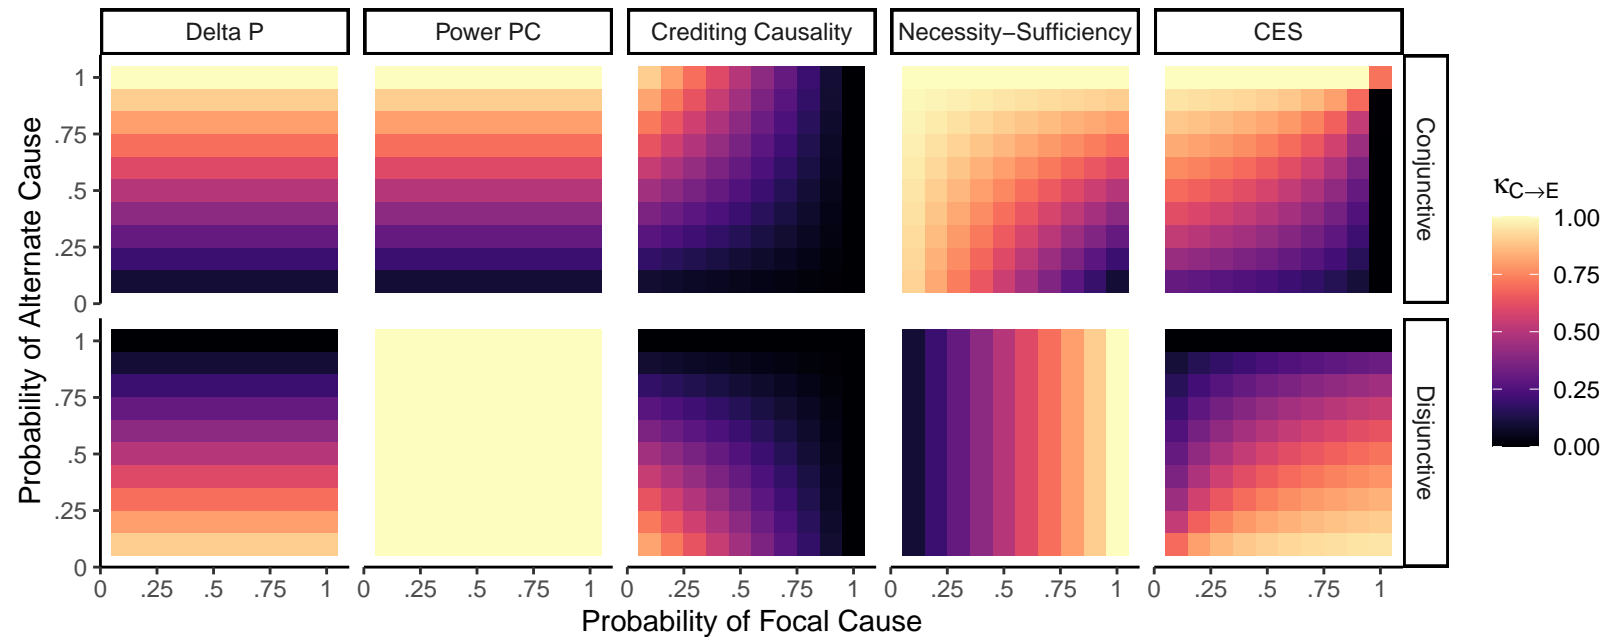 Delta P
Power PC
Crediting Causality
Necessity−Sufficiency
CES
Probability of Alternate Cause
1
.75
.5
.25
0
Conjunctive
1
.75
.5
.25
0
Disjunctive
0 .25 .5 .75 1
0 .25 .5 .75 1
0 .25 .5 .75 1
0 .25 .5 .75 1
0 .25 .5 .75 1
Probability of Focal Cause
κC→E
1.00
0.75
0.50
0.25
0.00